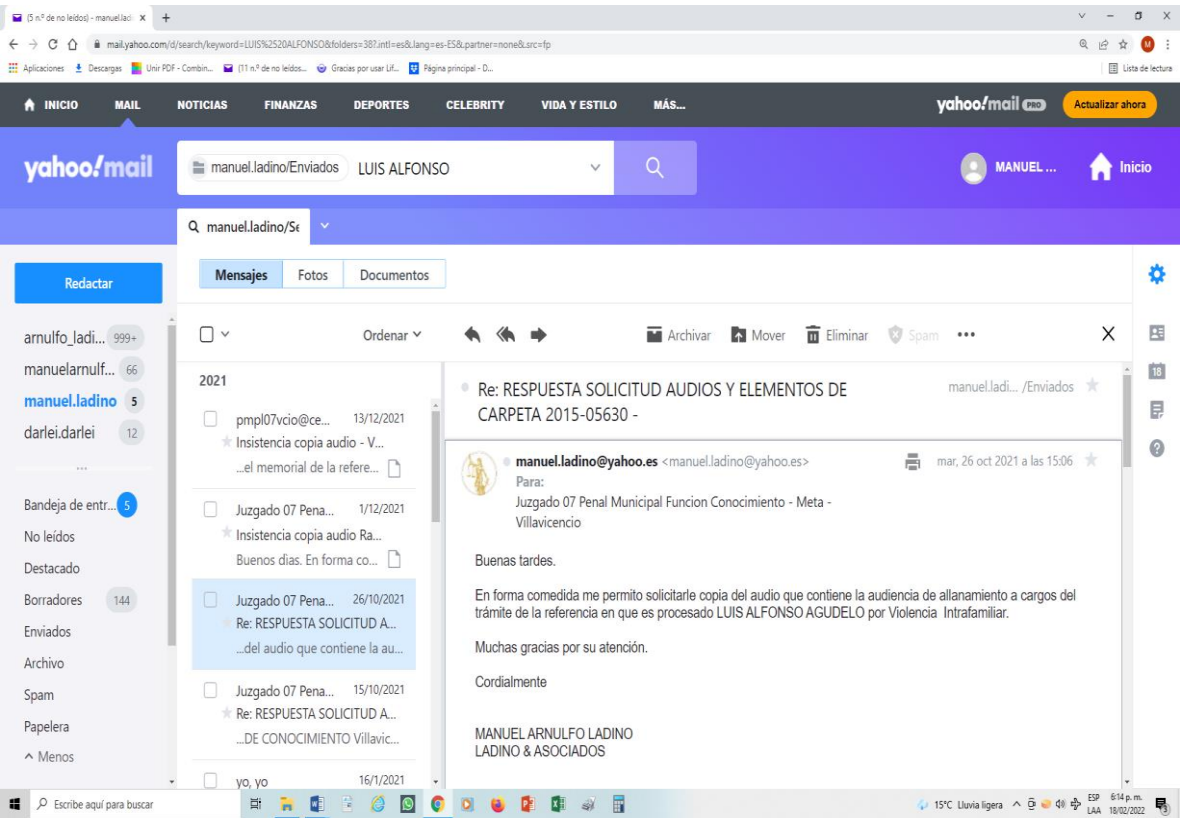 (5 n.º de no leídos) - manuel.ladi
mail.yahoo.com/d/search/keyword=LUIS%2520ALFONSO&folders=38?.intl=es&.lang=es-ES&.partner=none&.src=fp
M
Aplicaciones Descargas Unir PDF - Combin... (11 n.º de no leídos... Gracias por usar Lif... Página principal - D... Lista de lectura
INICIO MAIL NOTICIAS FINANZAS DEPORTES CELEBRITY VIDA Y ESTILO MÁS... yahoo!mail PRO Actualizar ahora
yahoo!mail manuel.ladino/Enviados LUIS ALFONSO MANUEL ... Inicio
manuel.ladino/Se
Redactar
Mensajes Fotos Documentos
arnulfo_ladi... 999+
manuelarnulf... 66
manuel.ladino 5
darlei.darlei 12
...
Bandeja de entr... 5
No leídos
Destacado
Borradores 144
Enviados
Archivo
Spam
Papelera
Menos
Ordenar
Archivar Mover Eliminar Spam ...
2021
pmpl07vcio@ce... 13/12/2021
Insistencia copia audio - V...
...el memorial de la refere...
Juzgado 07 Pena... 1/12/2021
Insistencia copia audio Ra...
Buenos dìas. En forma co...
Juzgado 07 Pena... 26/10/2021
Re: RESPUESTA SOLICITUD A...
...del audio que contiene la au...
Juzgado 07 Pena... 15/10/2021
Re: RESPUESTA SOLICITUD A...
...DE CONOCIMIENTO Villavic...
yo, yo 16/1/2021
Re: RESPUESTA SOLICITUD AUDIOS Y ELEMENTOS DE
CARPETA 2015-05630 -
manuel.ladi... /Enviados
manuel.ladino@yahoo.es <manuel.ladino@yahoo.es>
mar, 26 oct 2021 a las 15:06
Para:
Juzgado 07 Penal Municipal Funcion Conocimiento - Meta -
Villavicencio
Buenas tardes.
En forma comedida me permito solicitarle copia del audio que contiene la audiencia de allanamiento a cargos del
trámite de la referencia en que es procesado LUIS ALFONSO AGUDELO por Violencia Intrafamiliar.
Muchas gracias por su atención.
Cordialmente
MANUEL ARNULFO LADINO
LADINO & ASOCIADOS
18
Escribe aquí para buscar
15°C Lluvia ligera
ESP 6:14 p. m.
LAA 18/02/2022
3